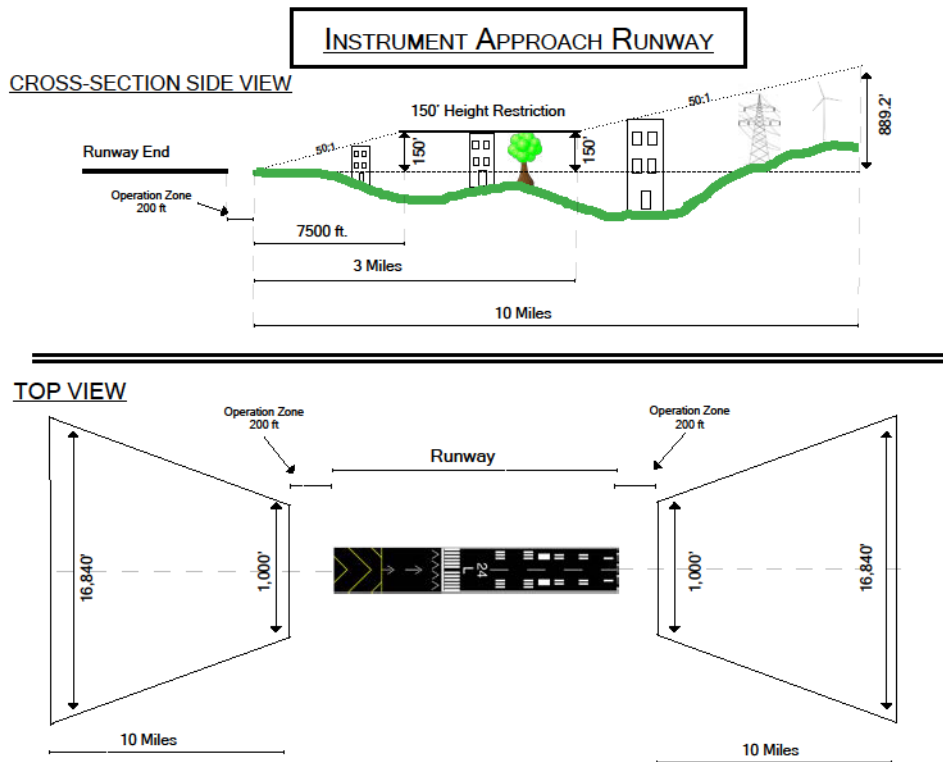 INSTRUMENT APPROACH RUNWAY
CROSS-SECTION SIDE VIEW
150' Height Restriction
50:1
889.2'
50:1
Runway End
150'
150'
Operation Zone
200 ft
7500 ft.
3 Miles
10 Miles
TOP VIEW
Operation Zone
200 ft
Operation Zone
200 ft
Runway
16,840'
1,000'
24
L
1,000'
16,840'
10 Miles
10 Miles